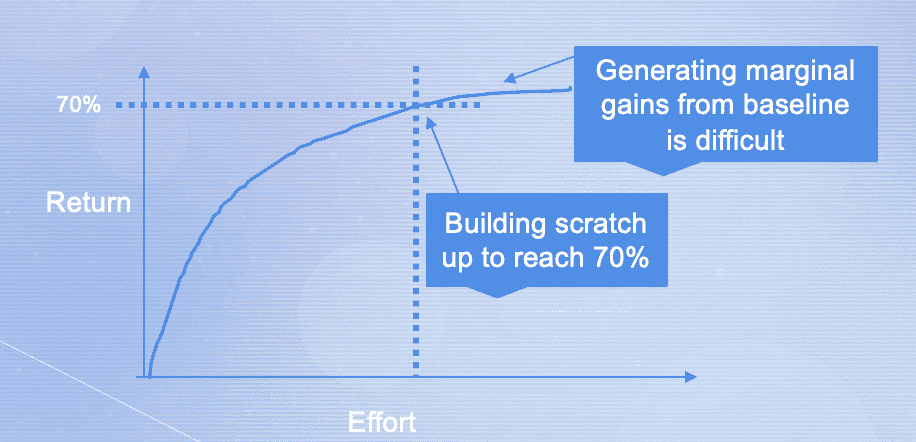 Generating marginal
gains from baseline
is difficult
70%
Return
Building scratch
up to reach 70%
Effort